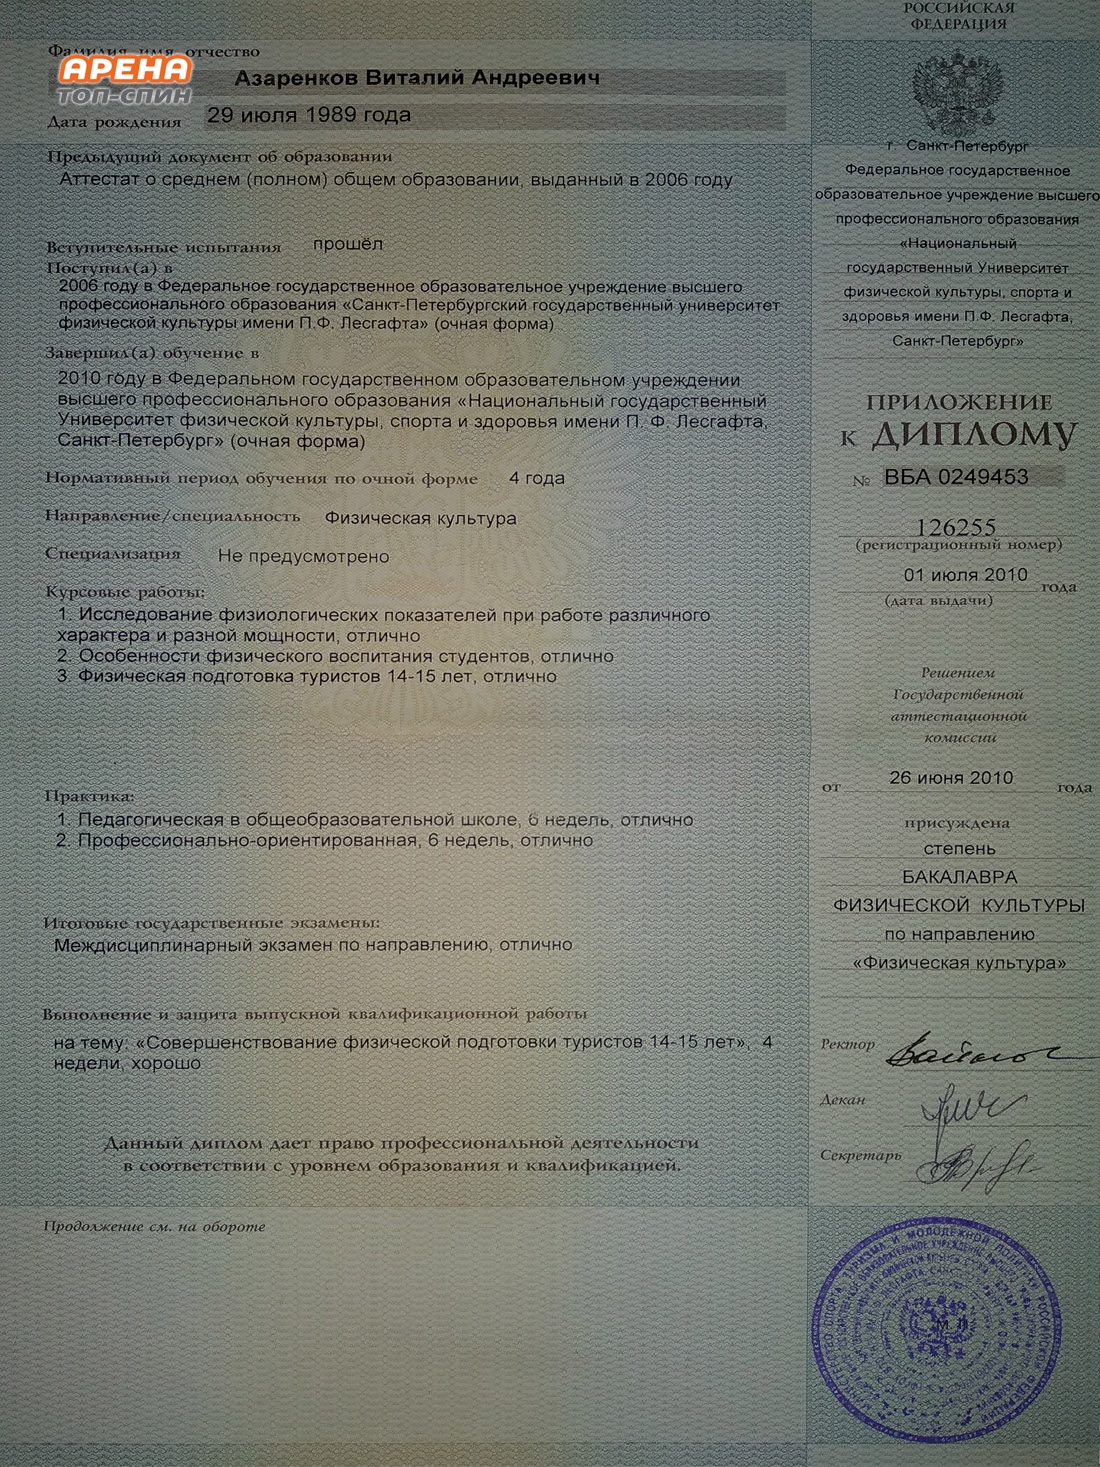 Фамилия, имя, отчество
АРЕНА
ТОП-СПИН
Азаренков Виталий Андреевич
Дата рождения 29 июля 1989 года
Предыдущий документ об образовании
Аттестат о среднем (полном) общем образовании, выданный в 2006 году
Вступительные испытания прошёл
Поступил(а) в
2006 году в Федеральное государственное образовательное учреждение высшего
профессионального образования «Санкт-Петербургский государственный университет
физической культуры имени П.Ф. Лесгафта» (очная форма)
Завершил(а) обучение в
2010 году в Федеральном государственном образовательном учреждении
высшего профессионального образования «Национальный государственный
Университет физической культуры, спорта и здоровья имени П. Ф. Лесгафта,
Санкт-Петербург» (очная форма)
Нормативный период обучения по очной форме 4 года
Направление/специальность Физическая культура
Специализация Не предусмотрено
Курсовые работы:
1. Исследование физиологических показателей при работе различного
характера и разной мощности, отлично
2. Особенности физического воспитания студентов, отлично
3. Физическая подготовка туристов 14-15 лет, отлично
Практика:
1. Педагогическая в общеобразовательной школе, 6 недель, отлично
2. Профессионально-ориентированная, 6 недель, отлично
Итоговые государственные экзамены:
Междисциплинарный экзамен по направлению, отлично
Выполнение и защита выпускной квалификационной работы
на тему: «Совершенствование физической подготовки туристов 14-15 лет», 4
недели, хорошо
Данный диплом дает право профессиональной деятельности
в соответствии с уровнем образования и квалификацией.
Продолжение см. на обороте
РОССИЙСКАЯ
ФЕДЕРАЦИЯ
г. Санкт-Петербург
Федеральное государственное
образовательное учреждение высшего
профессионального образования
«Национальный
государственный Университет
физической культуры, спорта и
здоровья имени П.Ф. Лесгафта,
Санкт-Петербург»
ПРИЛОЖЕНИЕ
к ДИПЛОМУ
№ ВБА 0249453
126255
(регистрационный номер)
01 июля 2010 года
(дата выдачи)
Решением
Государственной
аттестационной
комиссии
от 26 июня 2010 года
присуждена
степень
БАКАЛАВРА
ФИЗИЧЕСКОЙ КУЛЬТУРЫ
по направлению
«Физическая культура»
Ректор
Декан
Секретарь
МИНИСТЕРСТВО СПОРТА, ТУРИЗМА И МОЛОДЕЖНОЙ ПОЛИТИКИ РОССИЙСКОЙ ФЕДЕРАЦИИ
М.П.